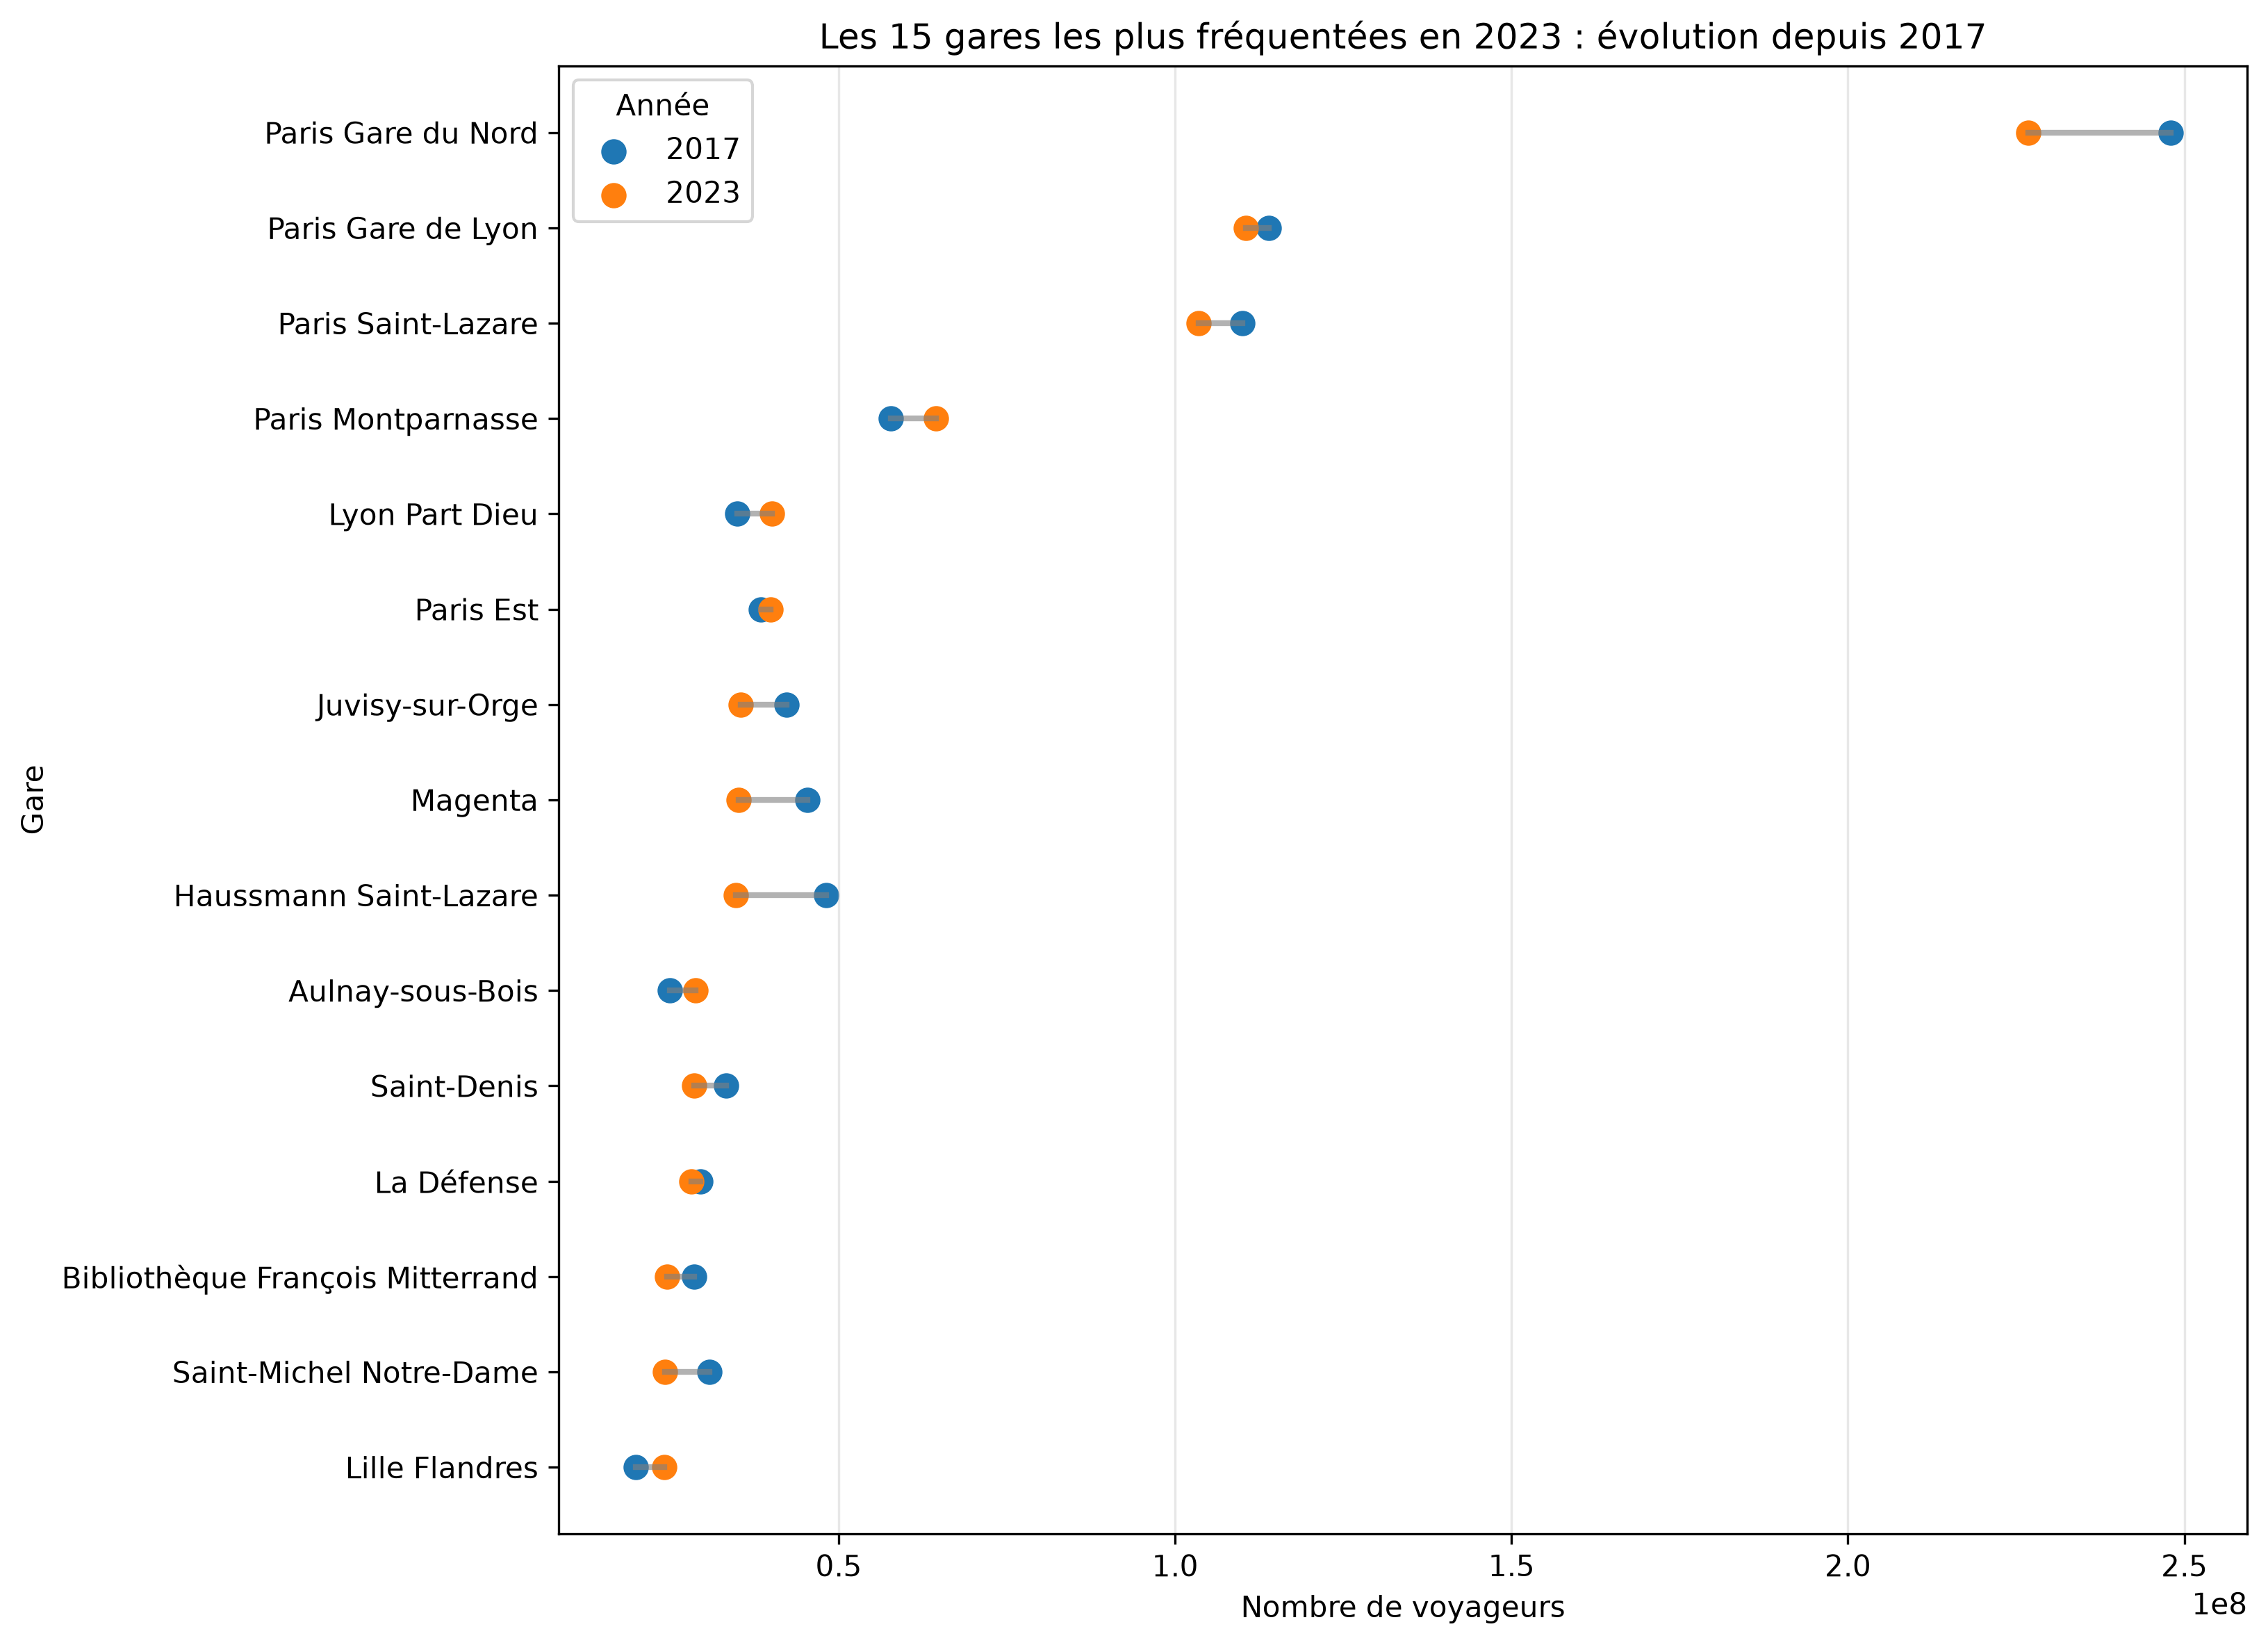 Les 15 gares les plus fréquentées en 2023 : évolution depuis 2017
Année
2017
2023
Paris Gare du Nord
Paris Gare de Lyon
Paris Saint-Lazare
Paris Montparnasse
Lyon Part Dieu
Paris Est
Juvisy-sur-Orge
Magenta
Haussmann Saint-Lazare
Aulnay-sous-Bois
Saint-Denis
La Défense
Bibliothèque François Mitterrand
Saint-Michel Notre-Dame
Lille Flandres
Gare
0.5 1.0 1.5 2.0 2.5
1e8
Nombre de voyageurs